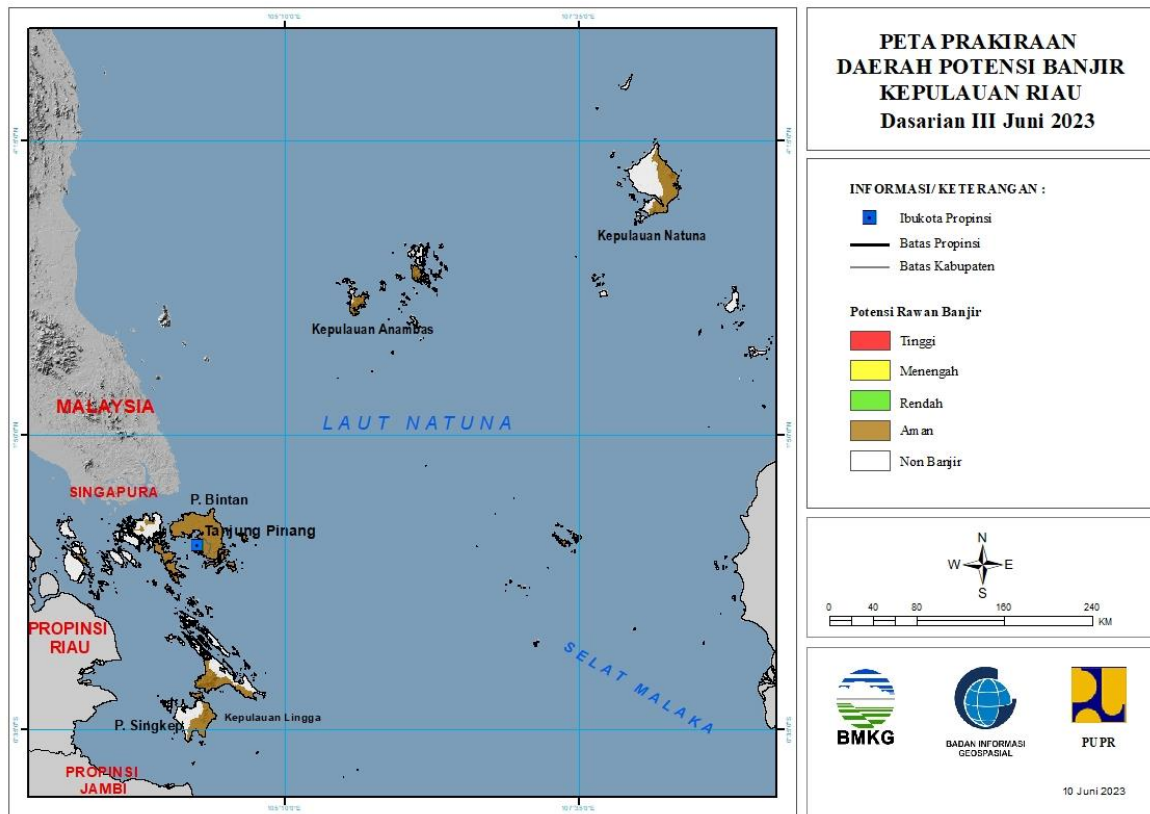 PETA PRAKIRAAN
DAERAH POTENSI BANJIR
KEPULAUAN RIAU
Dasarian III Juni 2023
INFORMASI/ KETERANGAN :
Ibukota Propinsi
Batas Propinsi
Batas Kabupaten
Potensi Rawan Banjir
Tinggi
Menengah
Rendah
Aman
Non Banjir
N
W E
S
0 40 80 160 240
KM
BMKG
BADAN INFORMASI
GEOSPASIAL
PUPR
10 Juni 2023
Kepulauan Natuna
Kepulauan Anambas
MALAYSIA
LAUT NATUNA
SINGAPURA
P. Bintan
Tanjung Pinang
PROPINSI
RIAU
SELAT MALAKA
Kepulauan Lingga
P. Singkep
PROPINSI
JAMBI